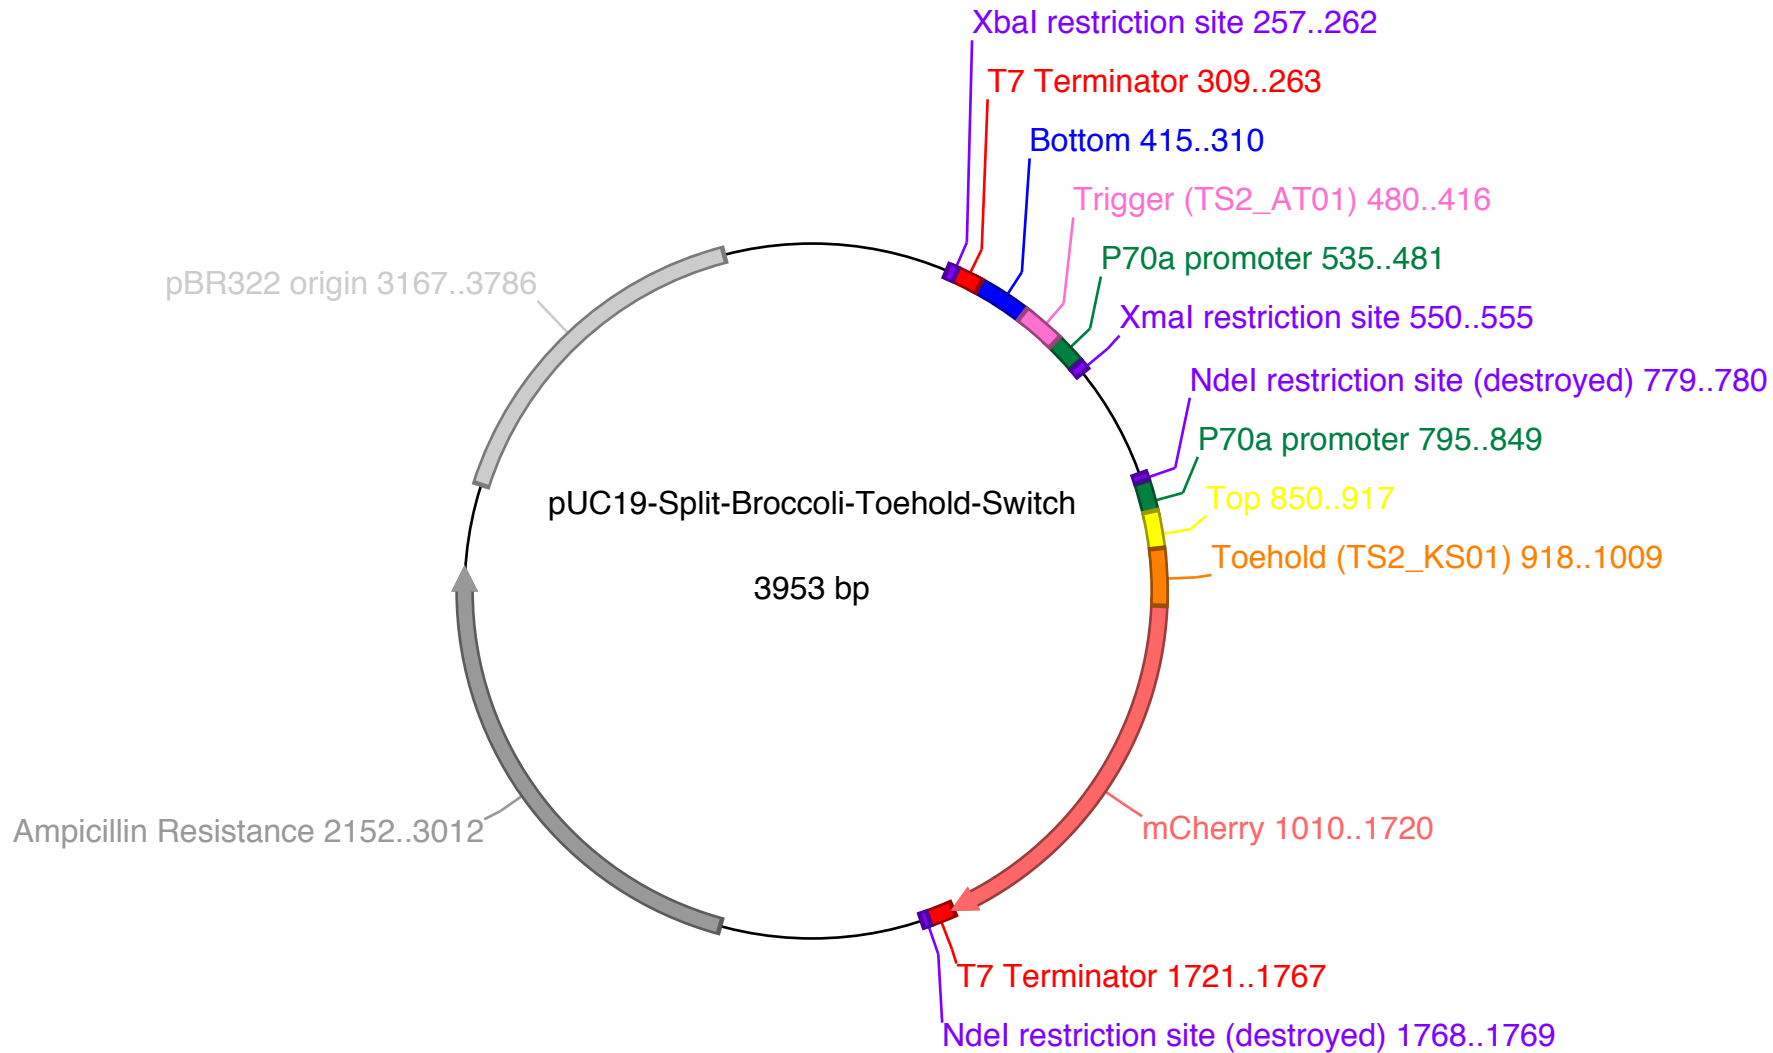 XbaI restriction site 257..262
T7 Terminator 309..263
Bottom 415..310
Trigger (TS2_AT01) 480..416
P70a promoter 535..481
pBR322 origin 3167..3786
XmaI restriction site 550..555
NdeI restriction site (destroyed) 779..780
P70a promoter 795..849
pUC19-Split-Broccoli-Toehold-Switch
Top 850..917
Toehold (TS2_KS01) 918..1009
3953 bp
Ampicillin Resistance 2152..3012
mCherry 1010..1720
T7 Terminator 1721..1767
NdeI restriction site (destroyed) 1768..1769